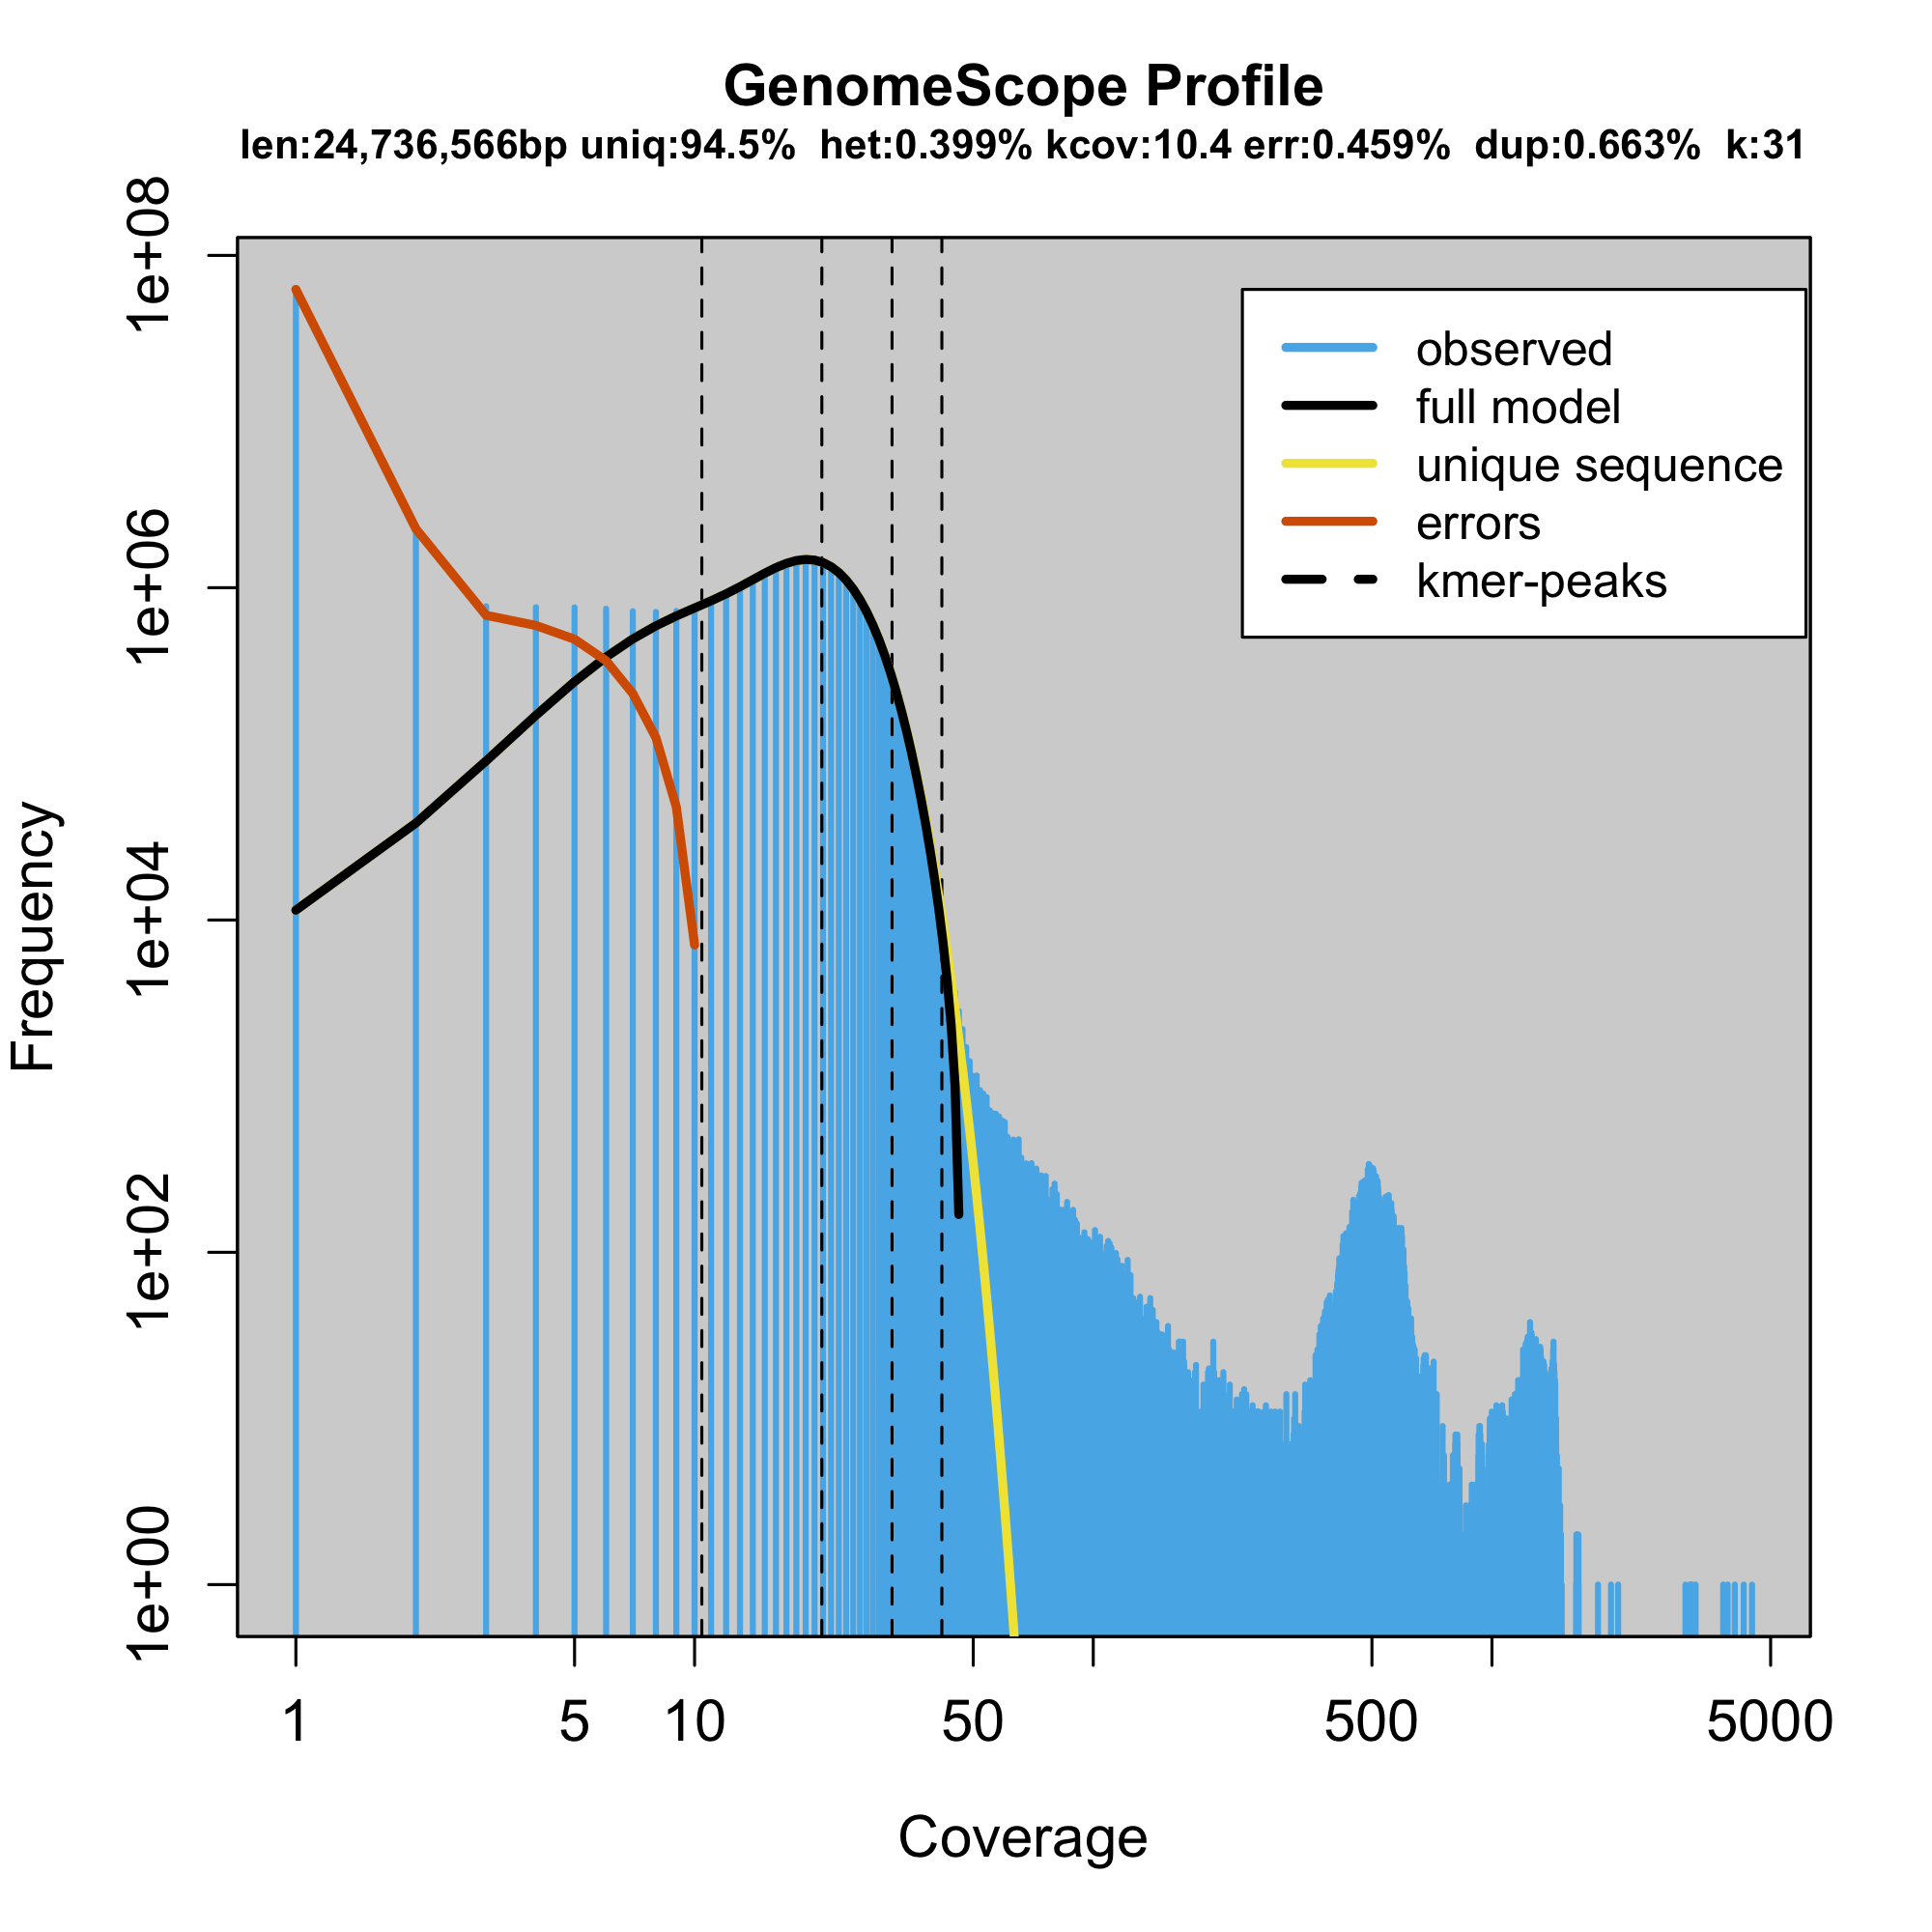 GenomeScope Profile
len:24,736,566bp uniq:94.5% het:0.399% kcov:10.4 err:0.459% dup:0.663% k:31
1e+08
1e+06
1e+04
1e+02
1e+00
Frequency
observed
full model
unique sequence
errors
kmer-peaks
1 5 10 50 500 5000
Coverage